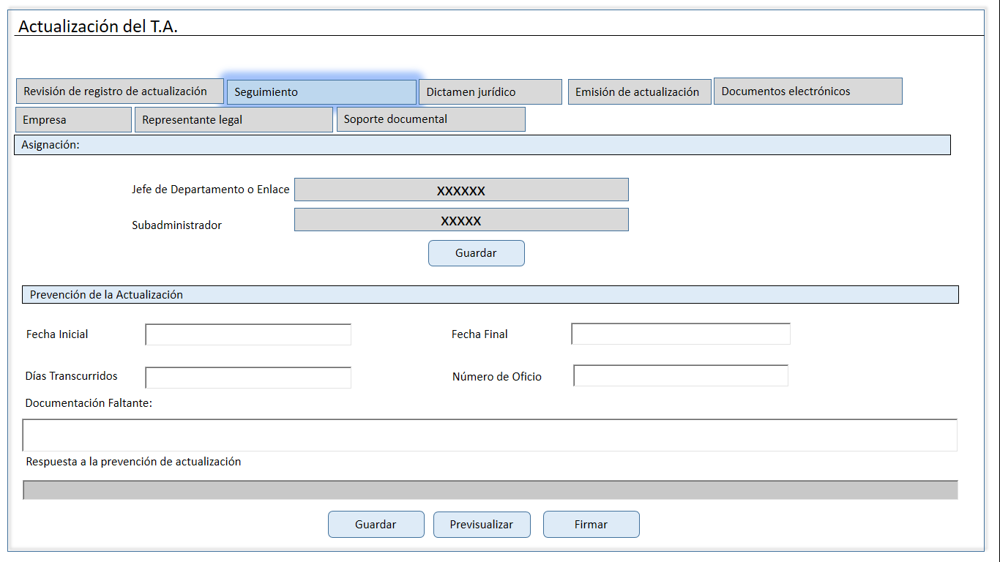 Actualización del T.A.
Revisión de registro de actualización
Seguimiento
Dictamen jurídico
Emisión de actualización
Documentos electrónicos
Empresa
Representante legal
Soporte documental
Asignación:
Jefe de Departamento o Enlace
XXXXXX
Subadministrador
XXXXX
Guardar
Prevención de la Actualización
Fecha Inicial
Fecha Final
Días Transcurridos
Número de Oficio
Documentación Faltante:
Respuesta a la prevención de actualización
Guardar
Previsualizar
Firmar